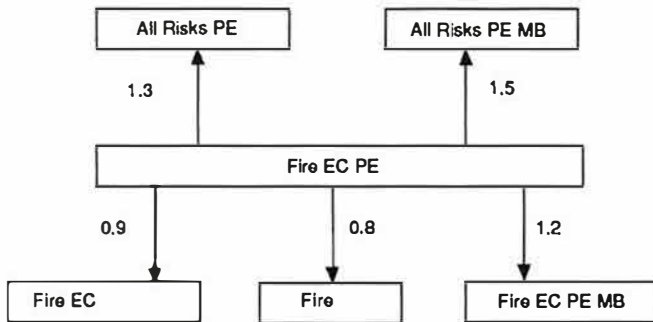 All Risks PE
All Risks PE MB
1.3
1.5
Fire EC PE
0.9
0.8
1.2
Fire EC
Fire
Fire EC PE MB